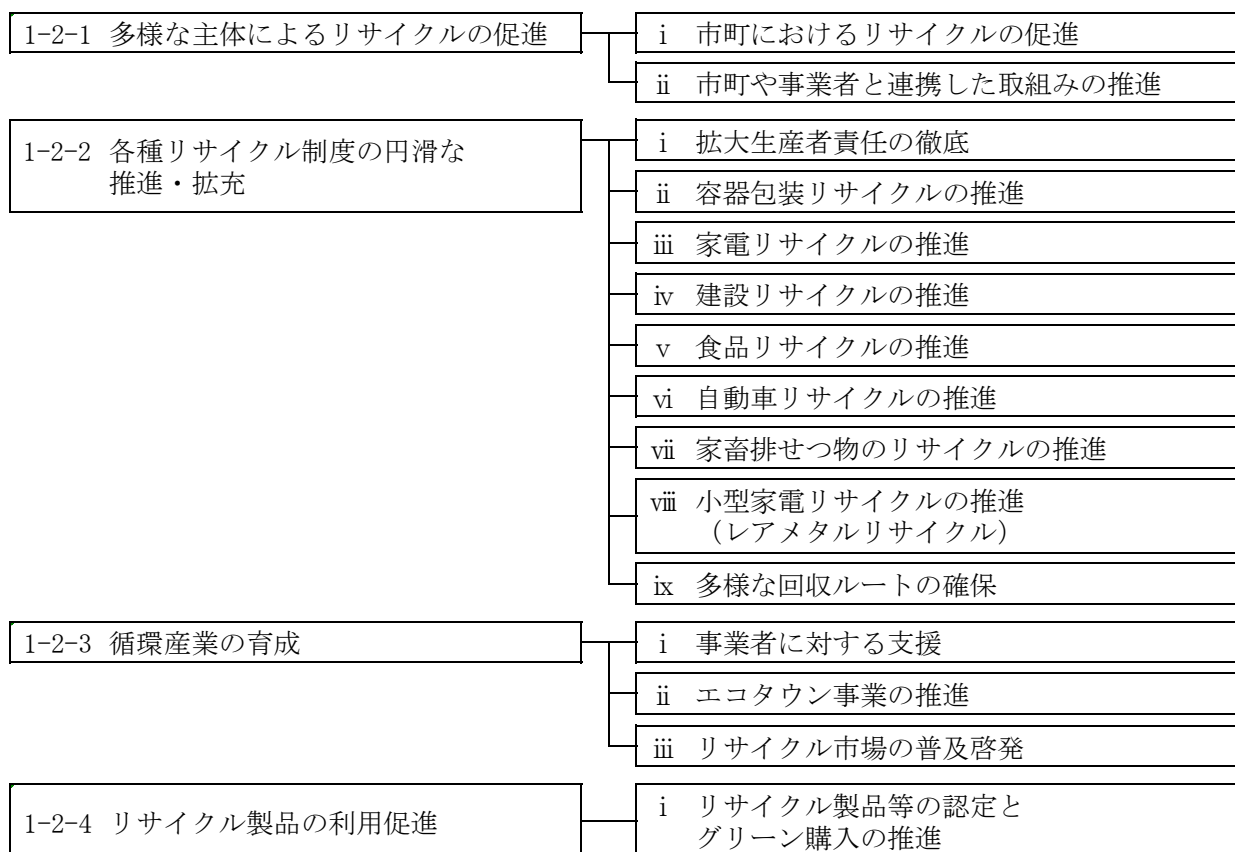 1-2-1 多様な主体によるリサイクルの促進
ⅰ 市町におけるリサイクルの促進
ⅱ 市町や事業者と連携した取組みの推進
1-2-2 各種リサイクル制度の円滑な
推進・拡充
ⅰ 拡大生産者責任の徹底
ⅱ 容器包装リサイクルの推進
ⅲ 家電リサイクルの推進
ⅳ 建設リサイクルの推進
ⅴ 食品リサイクルの推進
ⅵ 自動車リサイクルの推進
ⅶ 家畜排せつ物のリサイクルの推進
ⅷ 小型家電リサイクルの推進
（レアメタルリサイクル）
ⅸ 多様な回収ルートの確保
1-2-3 循環産業の育成
ⅰ 事業者に対する支援
ⅱ エコタウン事業の推進
ⅲ リサイクル市場の普及啓発
1-2-4 リサイクル製品の利用促進
ⅰ リサイクル製品等の認定と
グリーン購入の推進